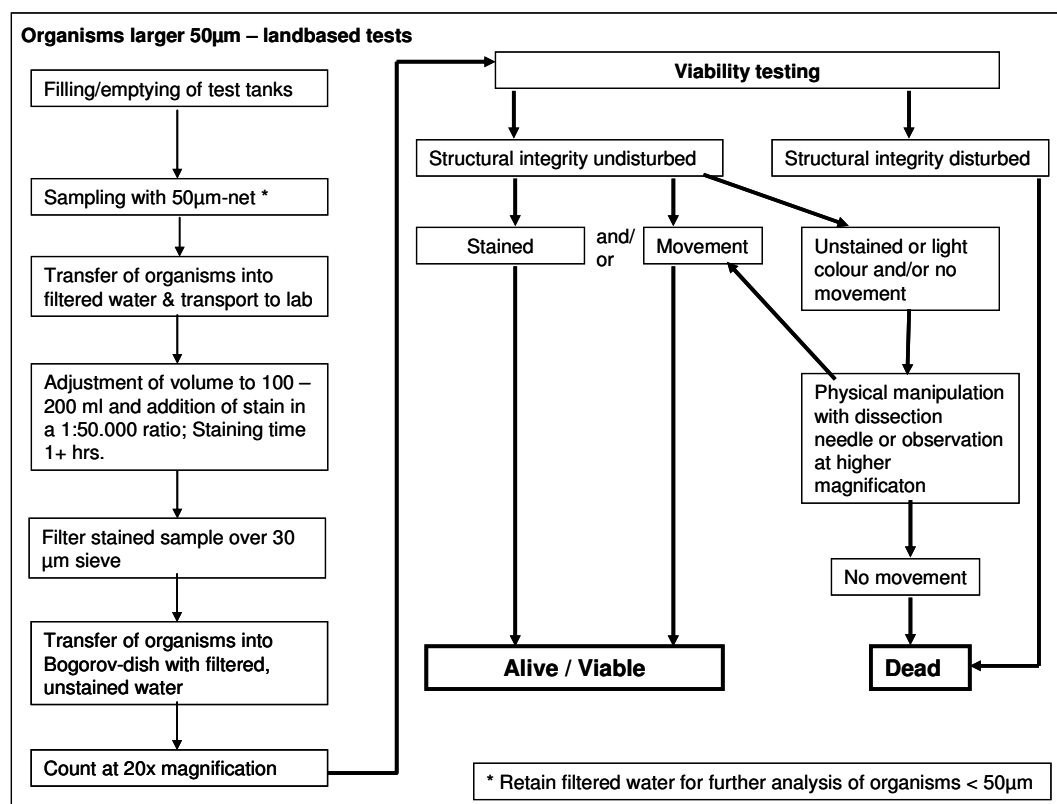 Organisms larger 50µm – landbased tests
Filling/emptying of test tanks
Sampling with 50µm-net *
Transfer of organisms into
filtered water & transport to lab
Adjustment of volume to 100 –
200 ml and addition of stain in
a 1:50.000 ratio; Staining time
1+ hrs.
Filter stained sample over 30
µm sieve
Transfer of organisms into
Bogorov-dish with filtered,
unstained water
Count at 20x magnification
Viability testing
Structural integrity undisturbed
Structural integrity disturbed
Stained
and/
or
Movement
Unstained or light
colour and/or no
movement
Physical manipulation
with dissection
needle or observation
at higher
magnificaton
No movement
Alive / Viable
Dead
* Retain filtered water for further analysis of organisms < 50µm